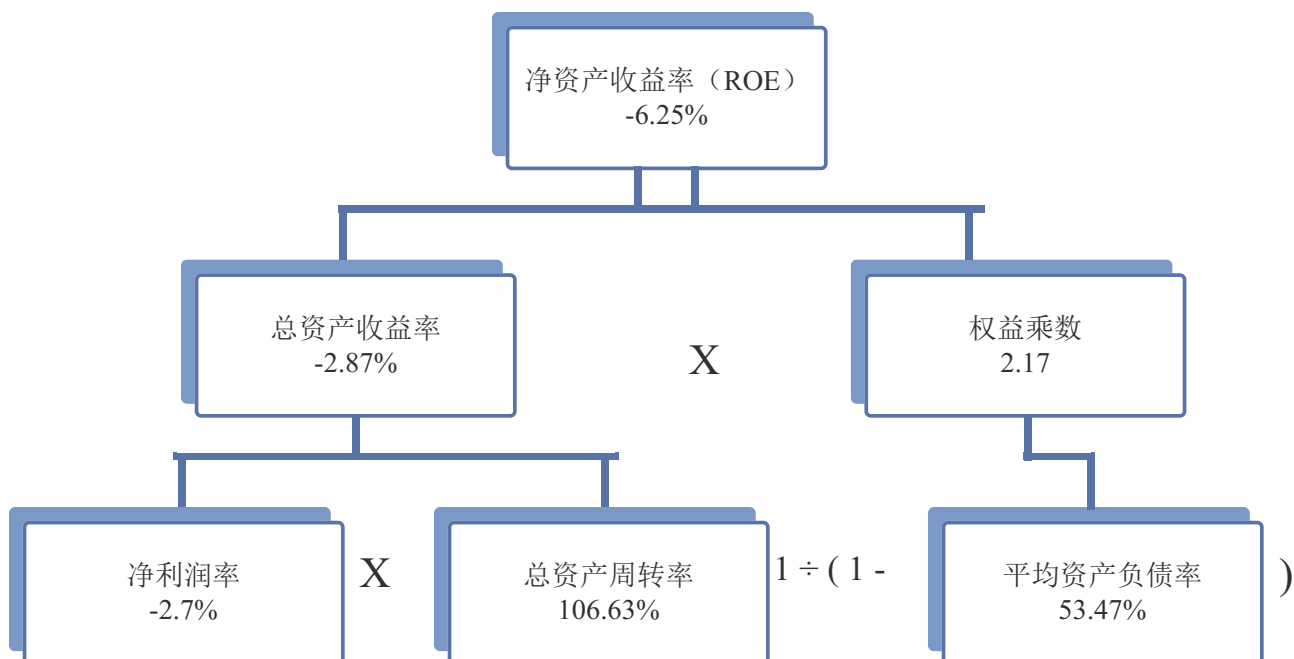 净资产收益率（ROE）
-6.25%
总资产收益率
-2.87%
X
权益乘数
2.17
净利润率
-2.7%
X
总资产周转率
106.63%
1 ÷ ( 1 -
平均资产负债率
53.47%
)